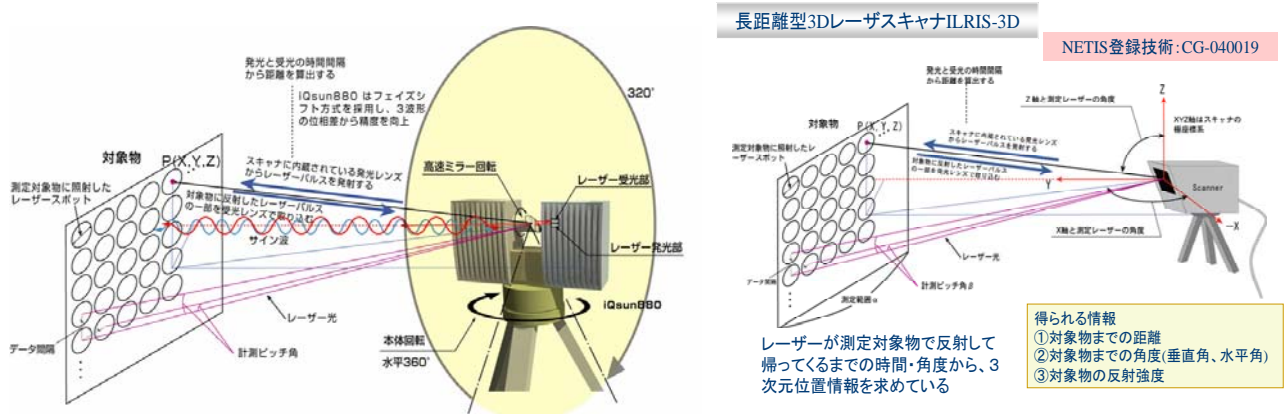 発光と受光の時間間隔
から距離を算出する
iQsun880 はフェイズシ
フト方式を採用し、3波形
の位相差から精度を向上
320°
対象物
P(X,Y,Z)
スキャナに内蔵されている発光レンズ
からレーザーパルスを発射する
高速ミラー回転
測定対象物に照射した
レーザースポット
対象物に反射したレーザーパルス
の一部を受光レンズで取り込む
サイン波
レーザー受光部
レーザー発光部
iQsun880
レーザー光
本体回転
水平360°
データ間隔
計測ピッチ角
長距離型3DレーザスキャナILRIS-3D
NETIS登録技術:CG-040019
発光と受光の時間間隔
から距離を算出する
Z軸と測定レーザーの角度
Z
XYZ軸はスキャナの
極座標系
対象物
P(X,Y,Z)
スキャナに内蔵されている発光レンズ
からレーザーパルスを発射する
測定対象物に照射したレ
ーザースポット
対象物に反射したレーザーパルス
の一部を受光レンズで取り込む
Y
Scanner
-X
X軸と測定レーザーの角度
レーザー光
データ間隔
計測ピッチ角β
測定範囲α
レーザーが測定対象物で反射して
帰ってくるまでの時間・角度から、3
次元位置情報を求めている
得られる情報
①対象物までの距離
②対象物までの角度(垂直角、水平角)
③対象物の反射強度